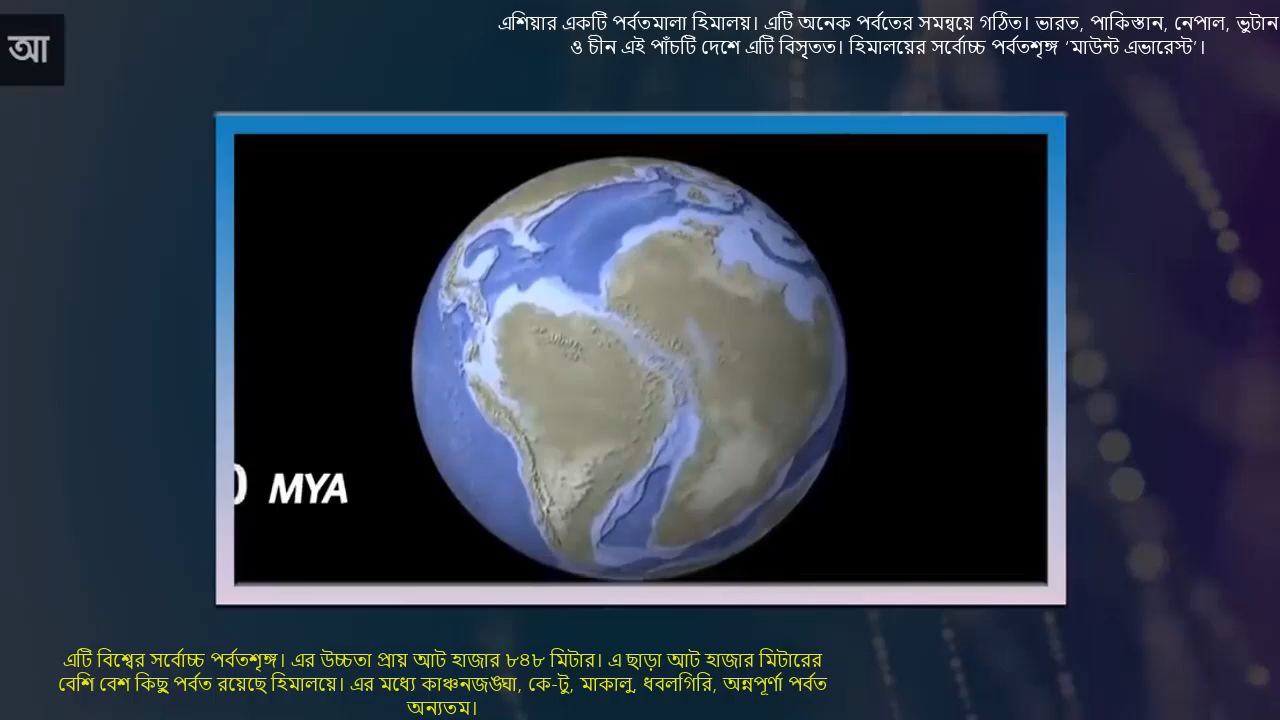 আ
এশিয়ার একটি পর্বতমালা হিমালয়। এটি অনেক পর্বতের সমন্বয়ে গঠিত। ভারত, পাকিস্তান, নেপাল, ভুটান
ও চীন এই পাঁচটি দেশে এটি বিসৃতত। হিমালয়ের সর্বোচ্চ পর্বতশৃঙ্গ ‘মাউন্ট এভারেস্ট’।
0 MYA
এটি বিশ্বের সর্বোচ্চ পর্বতশৃঙ্গ। এর উচ্চতা প্রায় আট হাজার ৮৪৮ মিটার। এ ছাড়া আট হাজার মিটারের
বেশি বেশ কিছু পর্বত রয়েছে হিমালয়ে। এর মধ্যে কাঞ্চনজঙ্ঘা, কে-টু, মাকালু, ধবলগিরি, অন্নপূর্ণা পর্বত
অন্যতম।